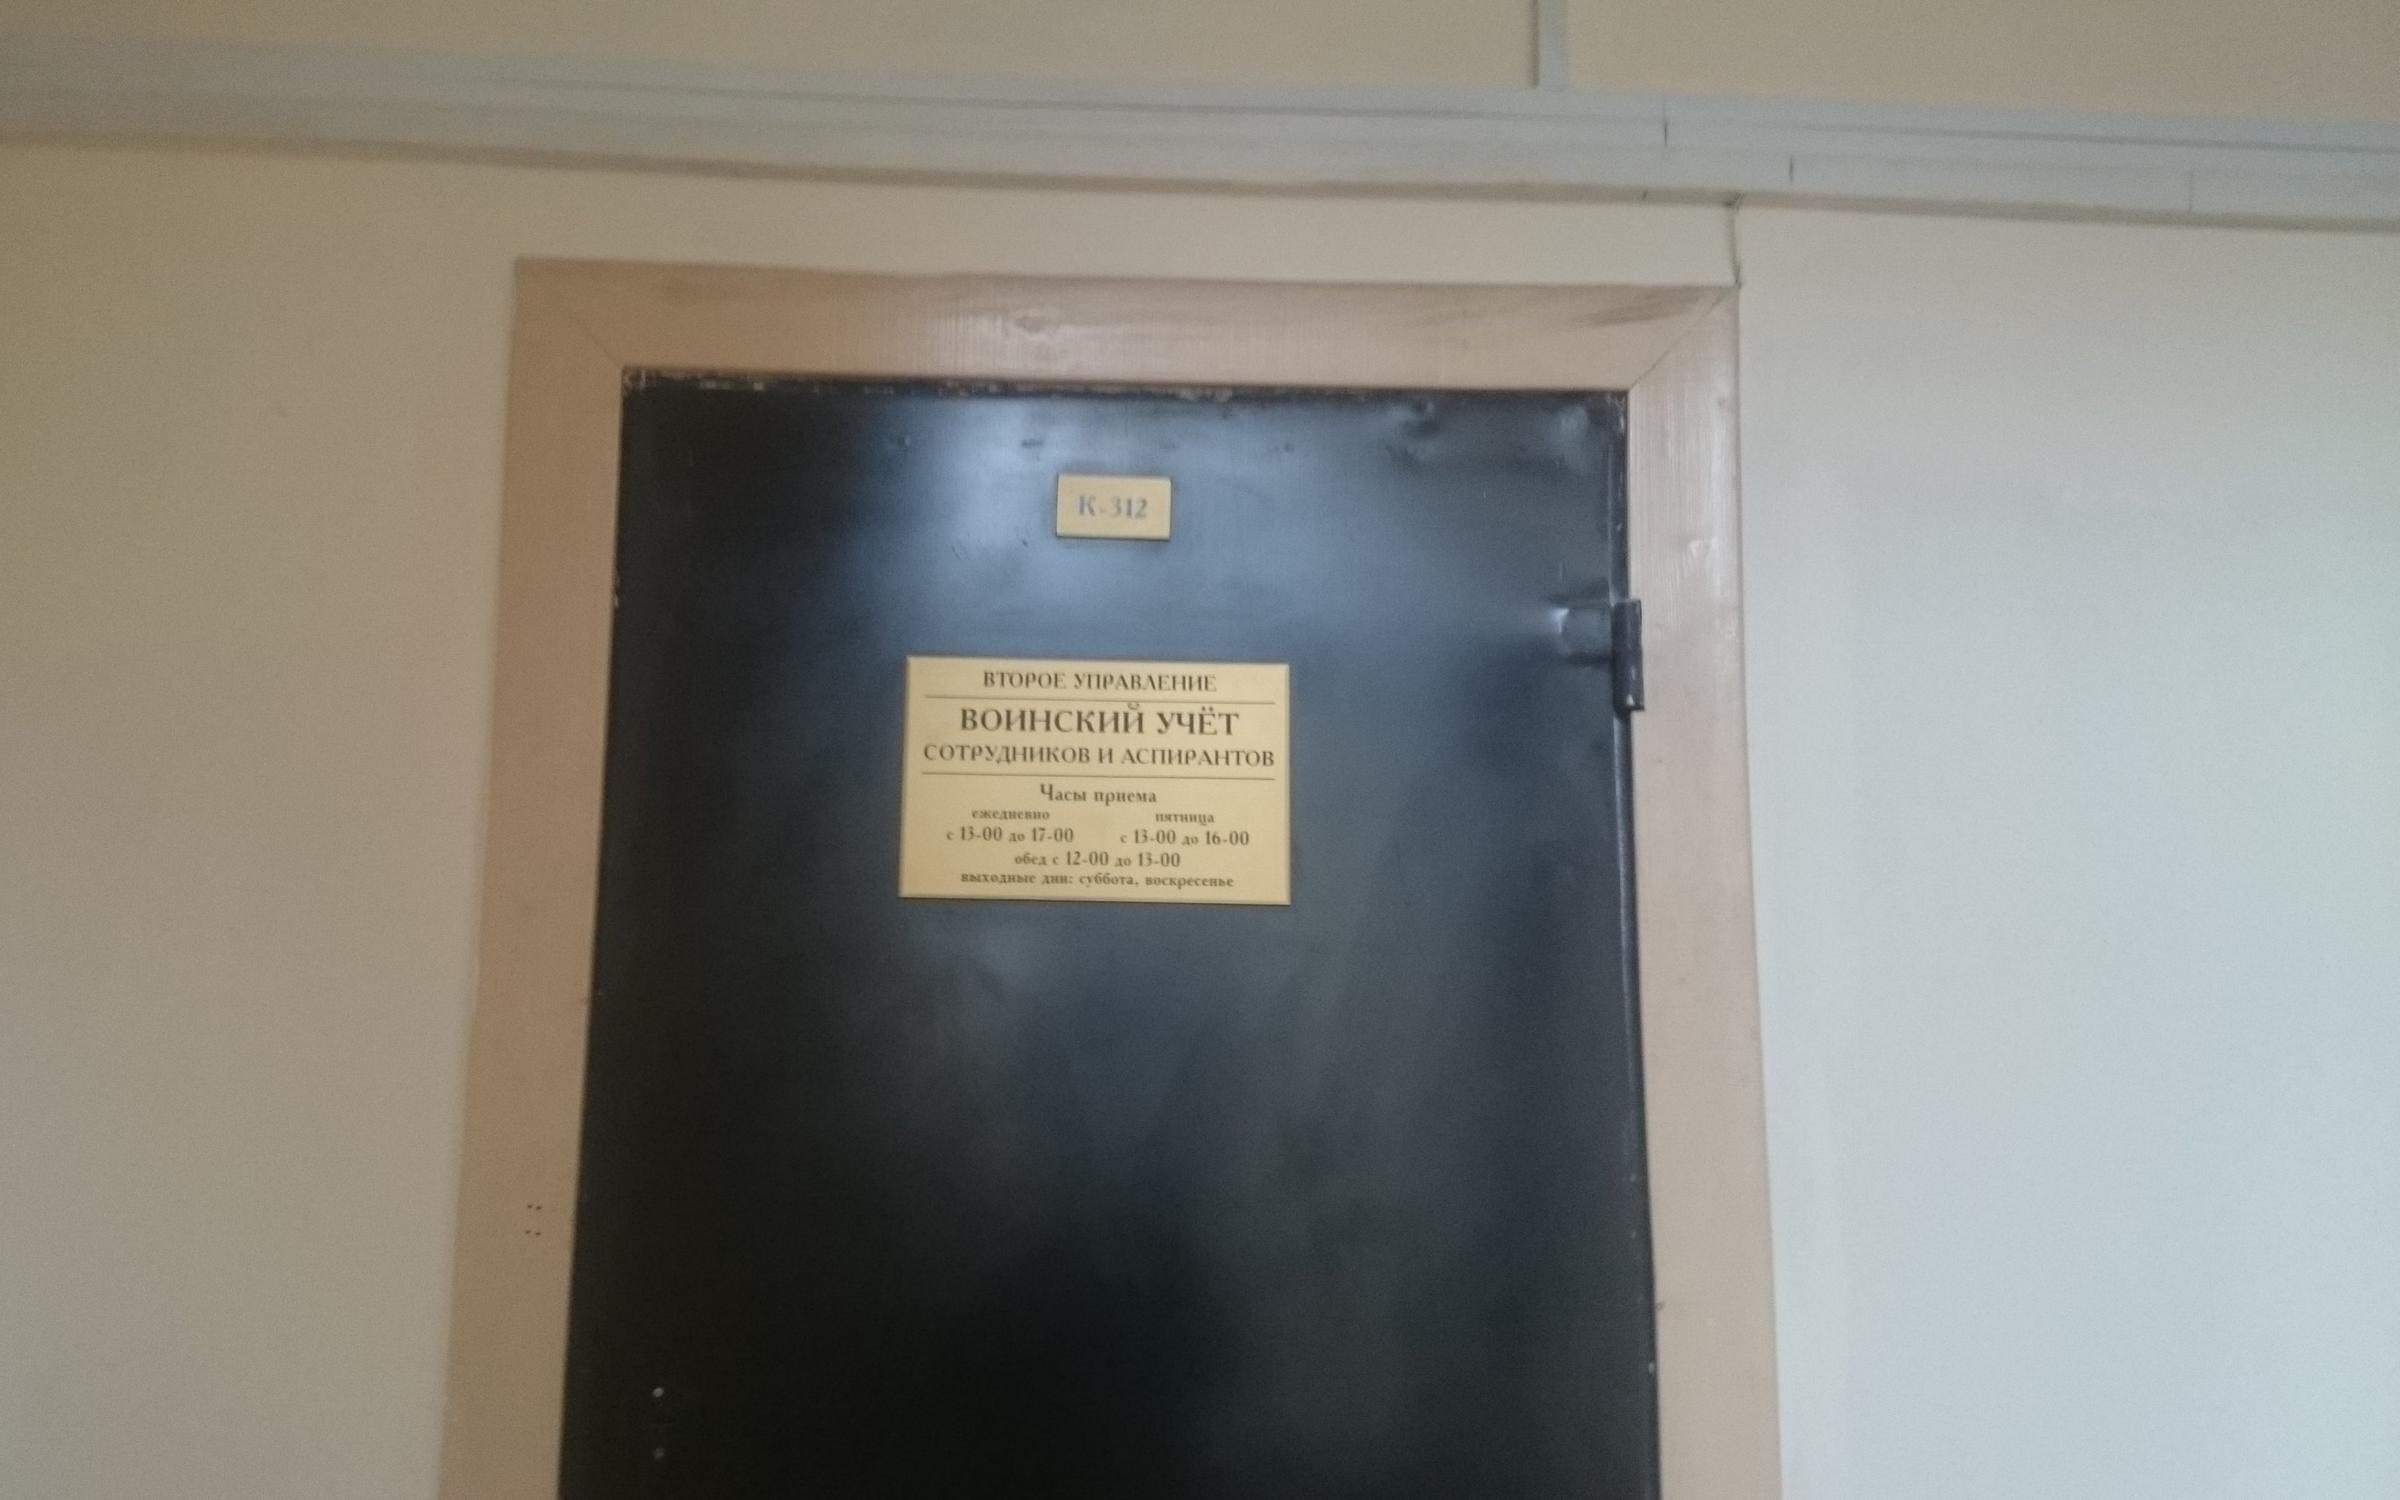 К-312
ВТОРОЕ УПРАВЛЕНИЕ
ВОИНСКИЙ УЧЁТ
СОТРУДНИКОВ И АСПИРАНТОВ
Часы приема
ежедневно пятница
с 13-00 до 17-00 с 13-00 до 16-00
обед с 12-00 до 13-00
выходные дни: суббота, воскресенье